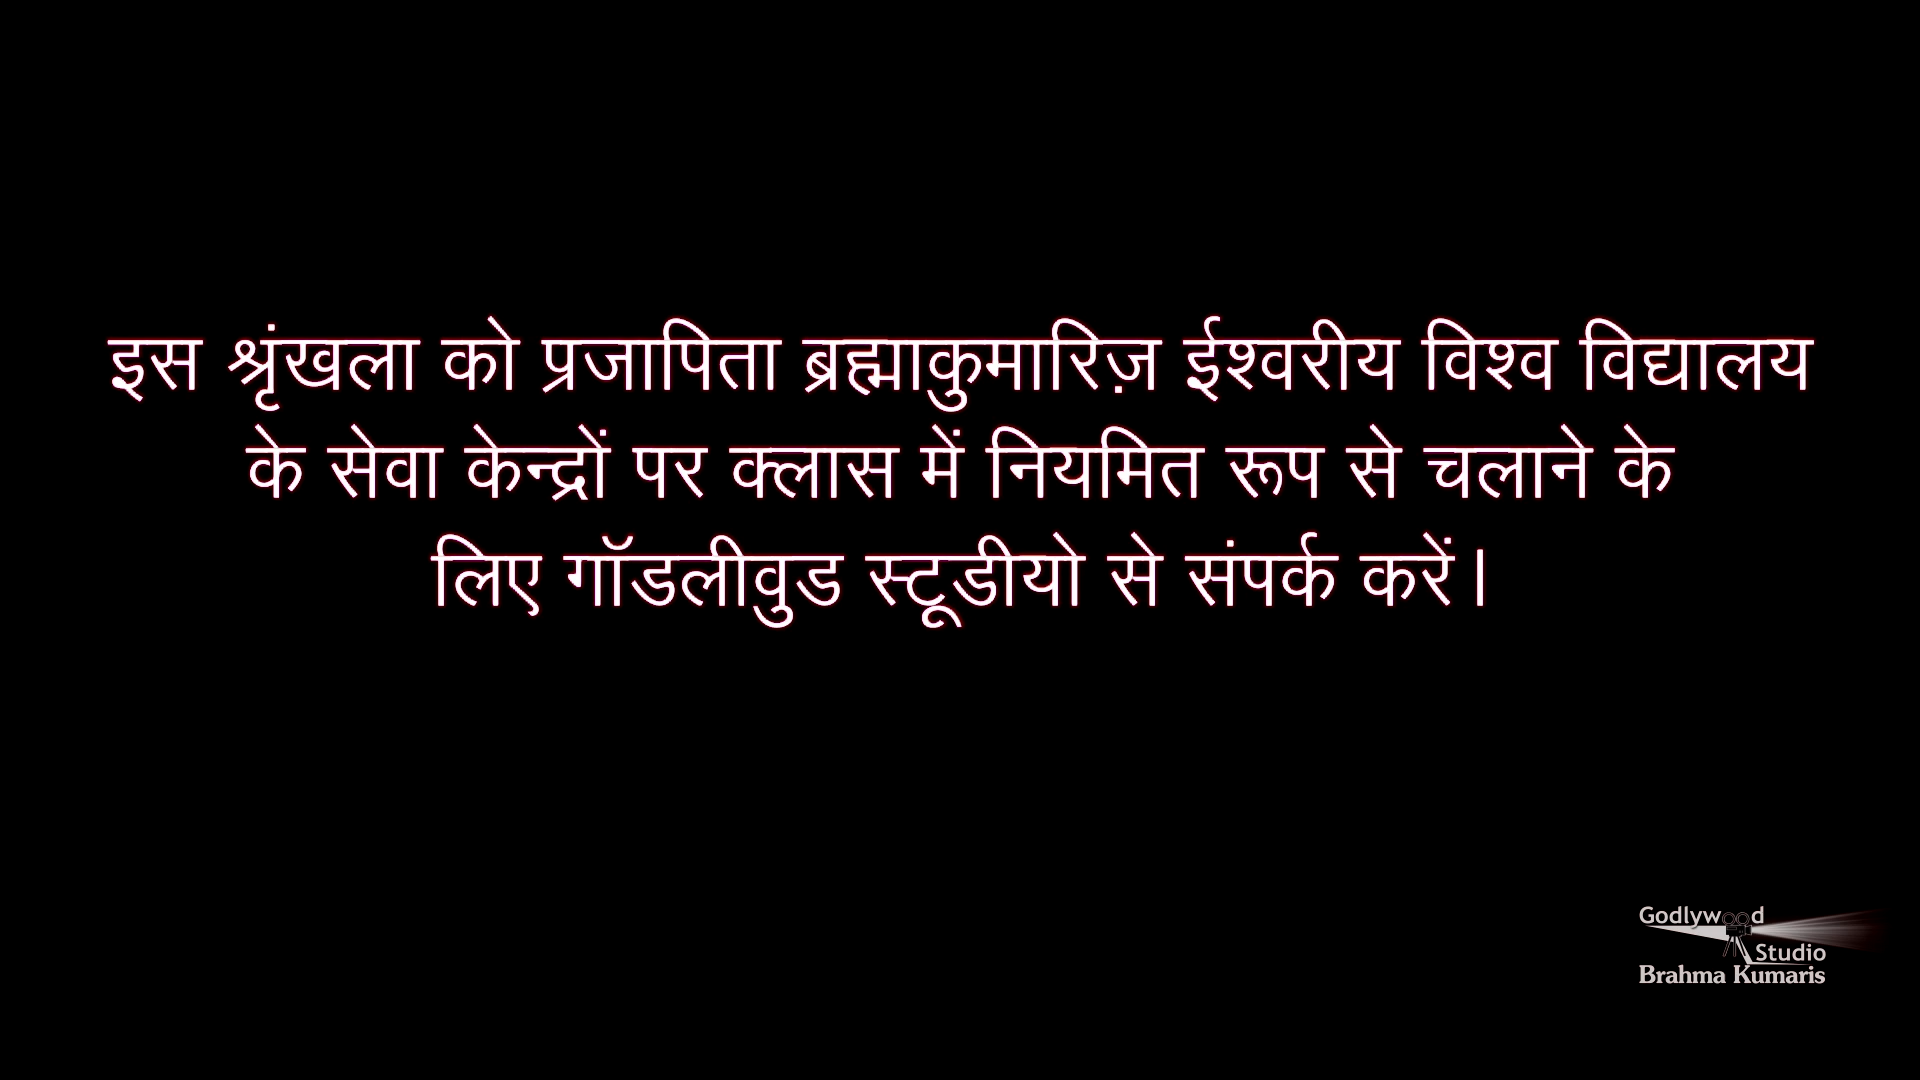 इस श्रृंखला को प्रजापिता ब्रह्माकुमारिज़ ईश्वरीय विश्व विद्यालय
के सेवा केन्द्रों पर क्लास में नियमित रूप से चलाने के
लिए गॉडलीवुड स्टूडीयो से संपर्क करें।
Godlywood
Studio
Brahma Kumaris